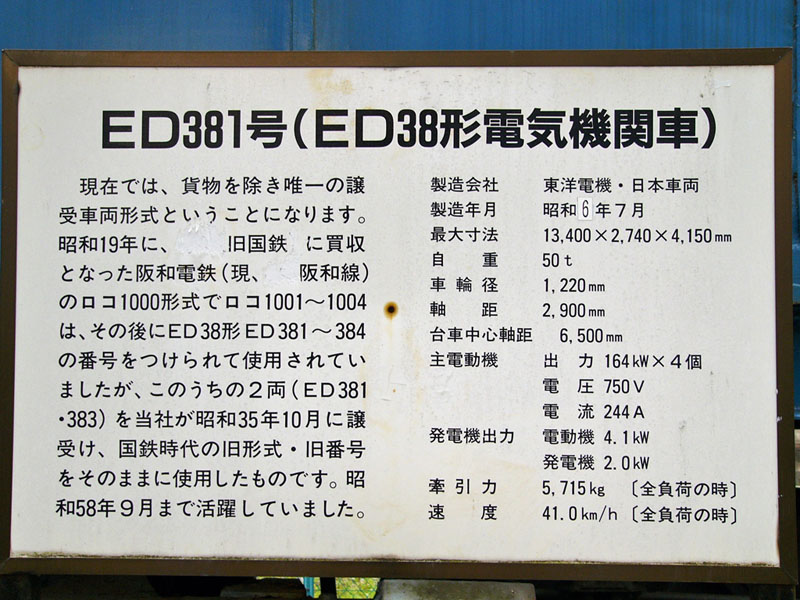 ED381号(ED38形電気機関車)
現在では、貨物を除き唯一の譲
受車両形式ということになります。
昭和19年に、旧国鉄に買収
となった阪和電鉄(現、阪和線)
のロコ1000形式でロコ1001〜1004
は、その後にED38形ED381〜384
の番号をつけられて使用されてい
ましたが、このうちの2両(ED381
・383)を当社が昭和35年10月に譲
受け、国鉄時代の旧形式・旧番号
をそのままに使用したものです。昭
和58年9月まで活躍していました。
製造会社 東洋電機・日本車両
製造年月 昭和6年7月
最大寸法 13,400×2,740×4,150mm
自重 50t
車輪径 1,220mm
軸距 2,900mm
台車中心軸距 6,500mm
主電動機 出力 164kW×4個
電圧 750V
電流 244A
発電機出力 電動機 4.1kW
発電機 2.0kW
牽引力 5,715kg 〔全負荷の時〕
速度 41.0km/h 〔全負荷の時〕